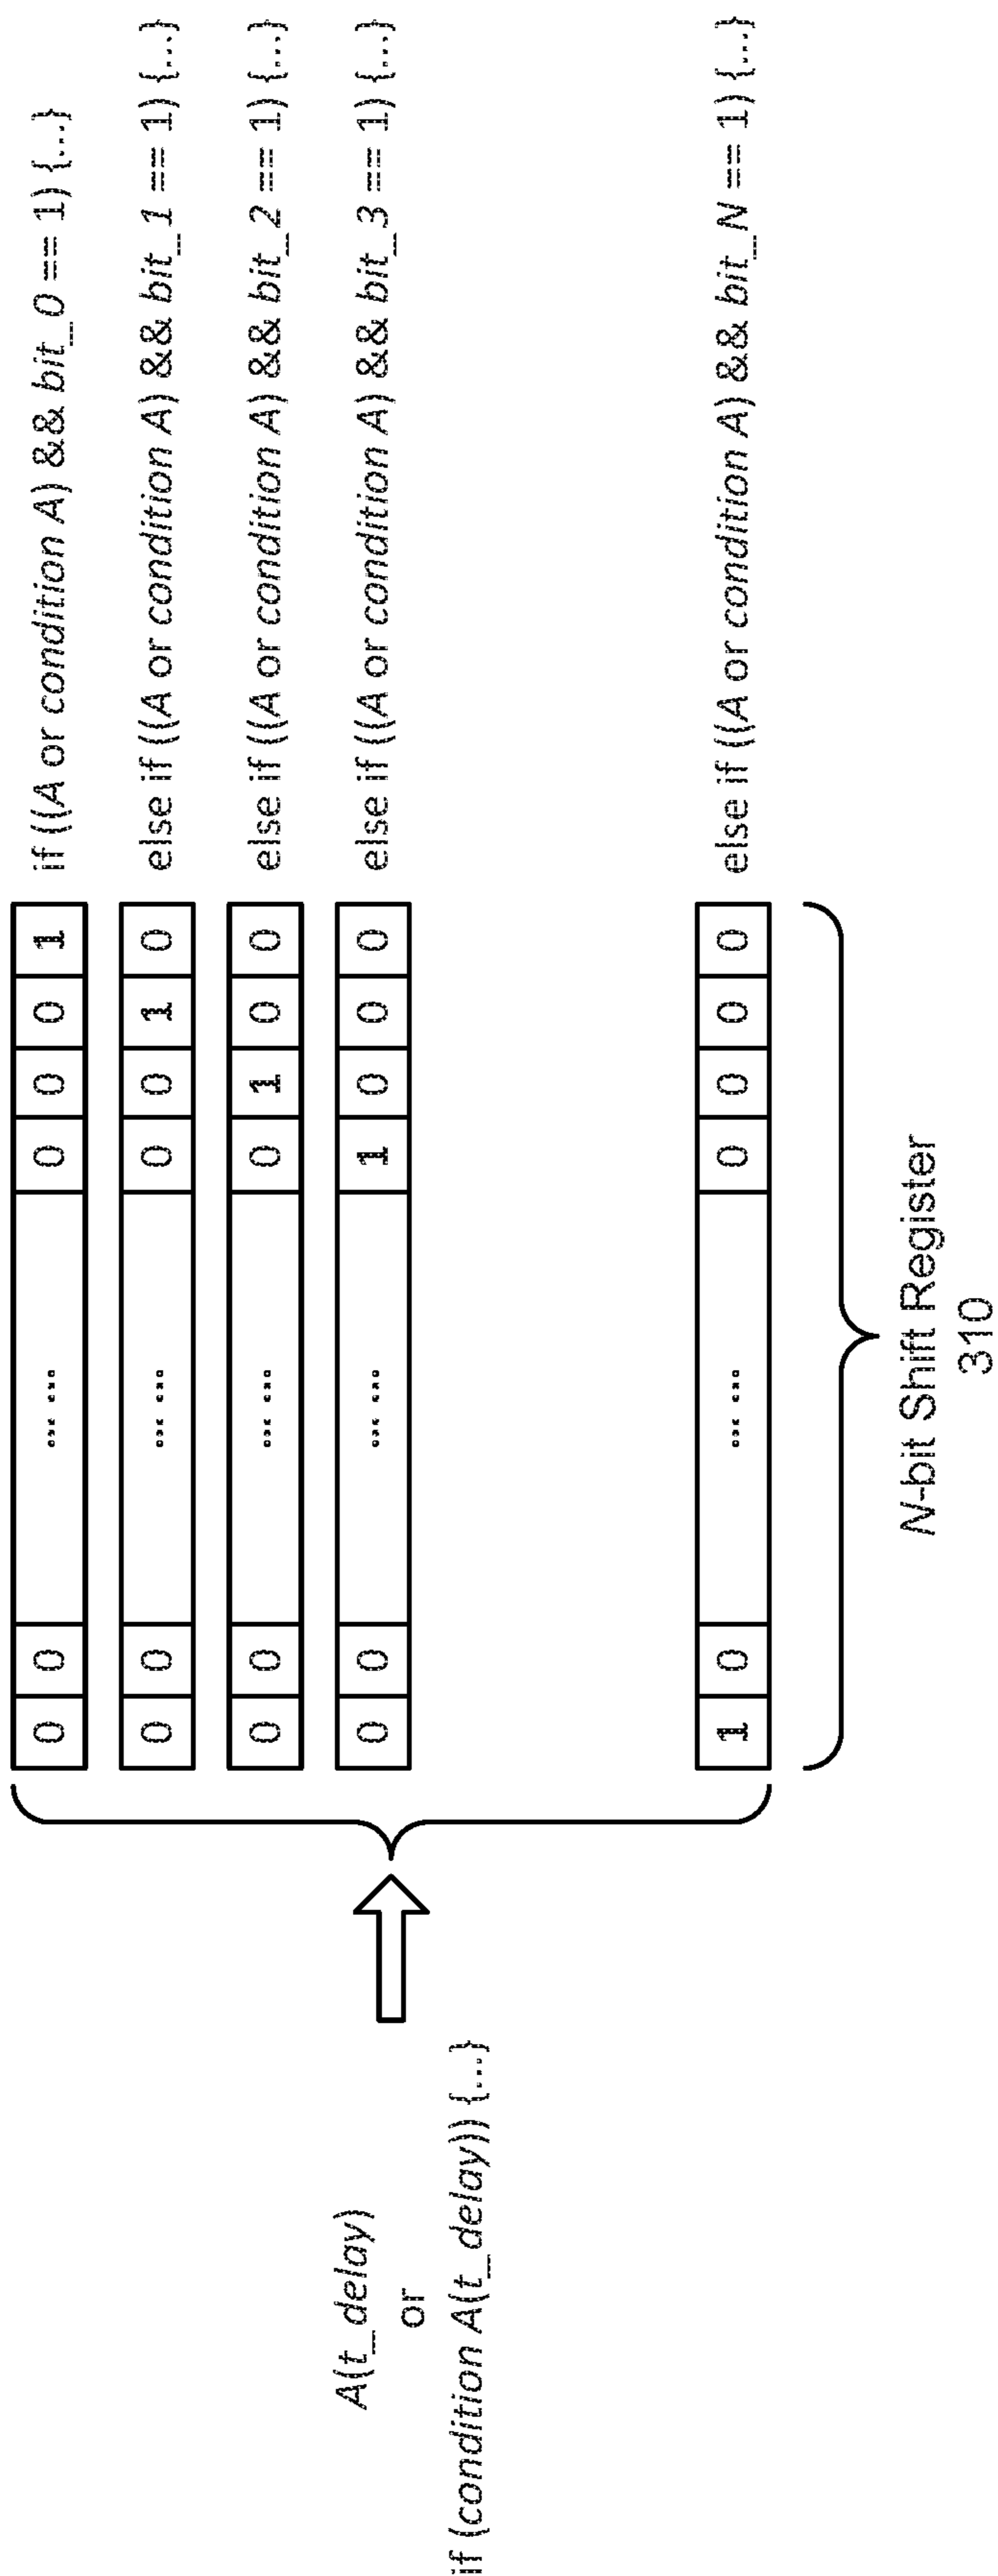 0 0 ... ... 0 0 0 1 if ((A or condition A) && bit_0 == 1) {...}
0 0 ... ... 0 0 1 0 else if ((A or condition A) && bit_1 == 1) {...}
0 0 ... ... 0 1 0 0 else if ((A or condition A) && bit_2 == 1) {...}
A(t_delay)
or
if (condition A(t_delay)) {...}
0 0 ... ... 1 0 0 0 else if ((A or condition A) && bit_3 == 1) {...}
1 0 ... ... 0 0 0 0 else if ((A or condition A) && bit_N == 1) {...}
N-bit Shift Register
310